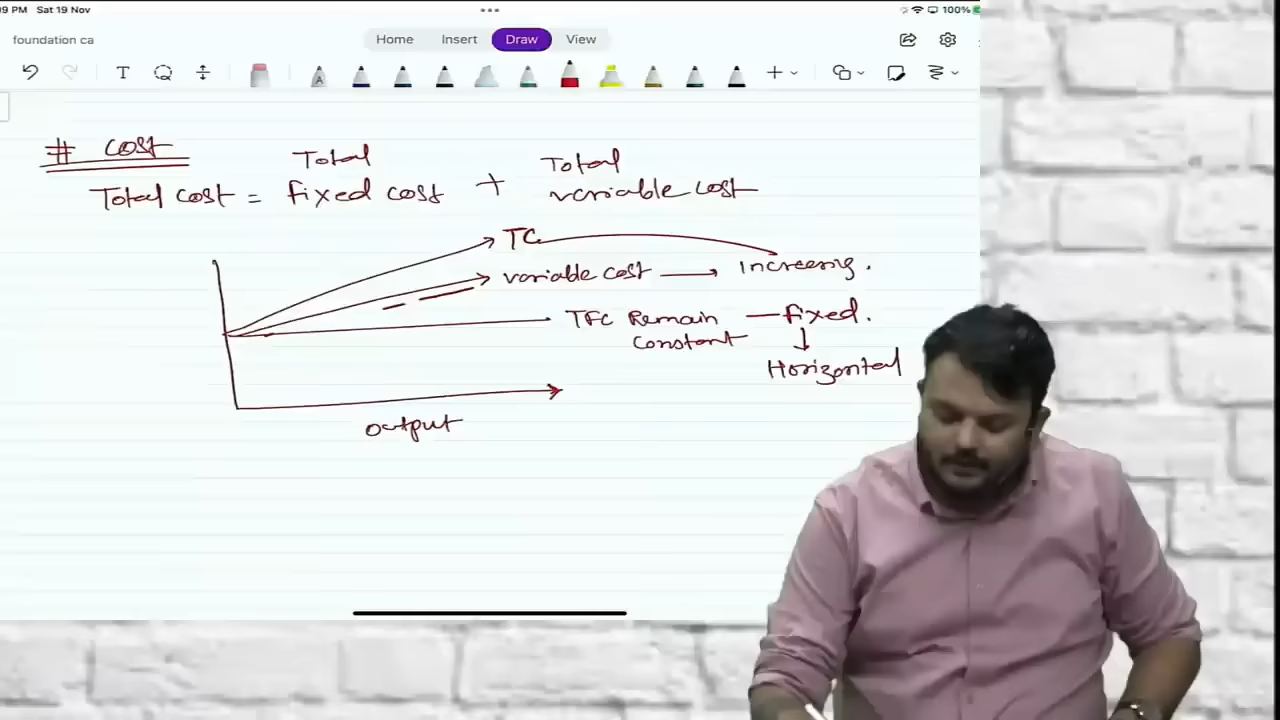 9 PM Sat 19 Nov
100%
foundation ca
Home Insert Draw View
# Cost
Total cost = Total fixed cost + Total variable cost
TC
variable cost → Increesig.
TFC Remain constant — fixed.
↓
Horizontal
output